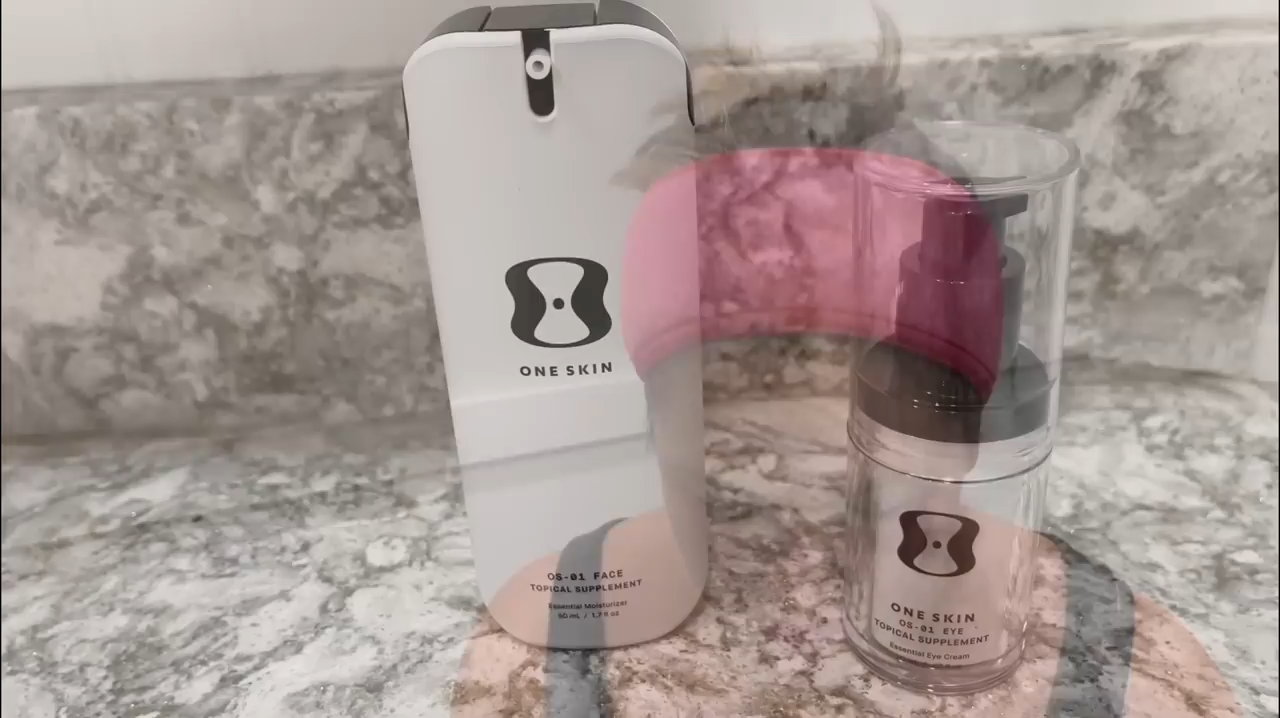 ONE SKIN
OS-01 FACE
TOPICAL SUPPLEMENT
Essential Moisturizer
50 mL / 1.7 fl oz
ONE SKIN
OS-01 EYE
TOPICAL SUPPLEMENT
Essential Eye Cream